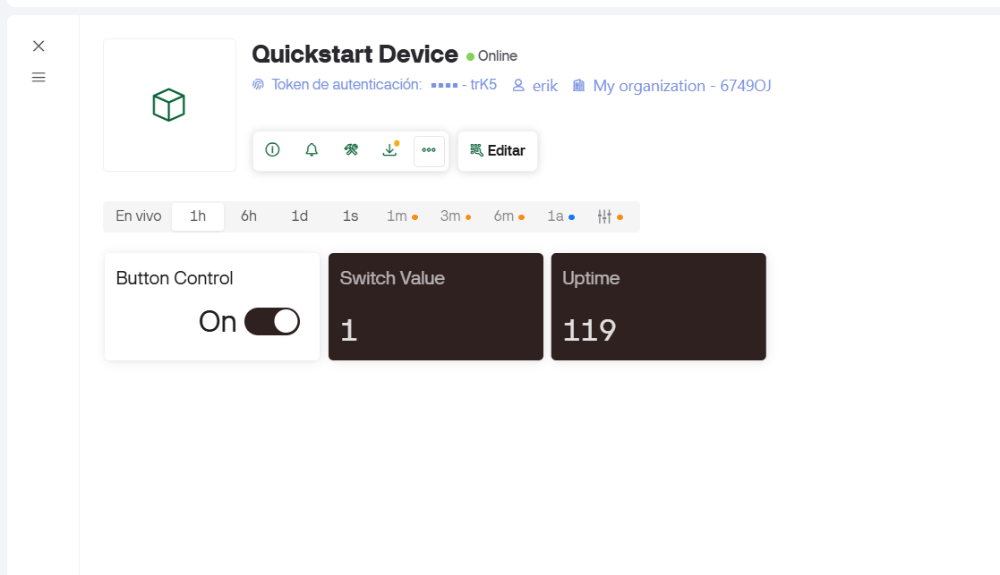 Quickstart Device Online
Token de autenticación: ▪▪▪▪ - trK5 erik My organization - 6749OJ
Editar
En vivo 1h 6h 1d 1s 1m 3m 6m 1a
Button Control
On
Switch Value
1
Uptime
119